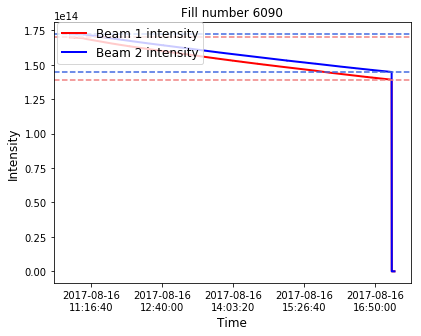 Fill number 6090
1e14
Beam 1 intensity
Beam 2 intensity
1.75
1.50
1.25
1.00
0.75
0.50
0.25
0.00
Intensity
2017-08-16 2017-08-16 2017-08-16 2017-08-16 2017-08-16
11:16:40 12:40:00 14:03:20 15:26:40 16:50:00
Time